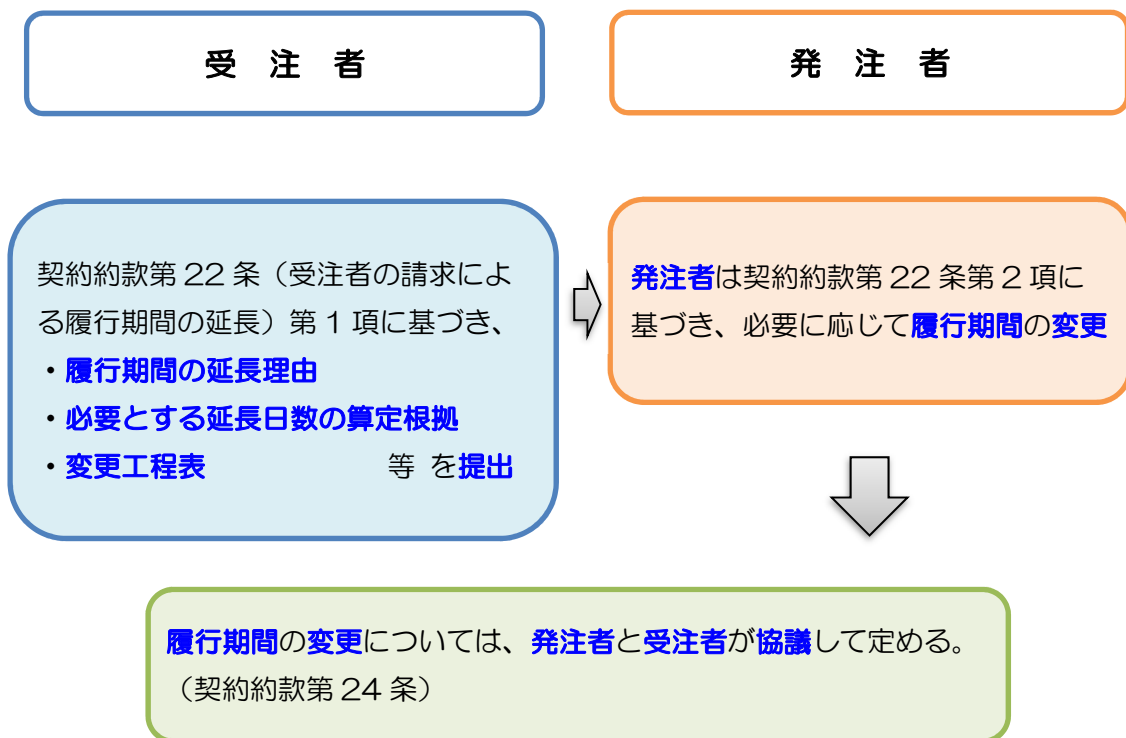 受 注 者
発 注 者
契約約款第 22 条（受注者の請求によ
る履行期間の延長）第 1 項に基づき、
・履行期間の延長理由
・必要とする延長日数の算定根拠
・変更工程表 等 を提出
発注者は契約約款第 22 条第 2 項に
基づき、必要に応じて履行期間の変更
履行期間の変更については、発注者と受注者が協議して定める。
（契約約款第 24 条）